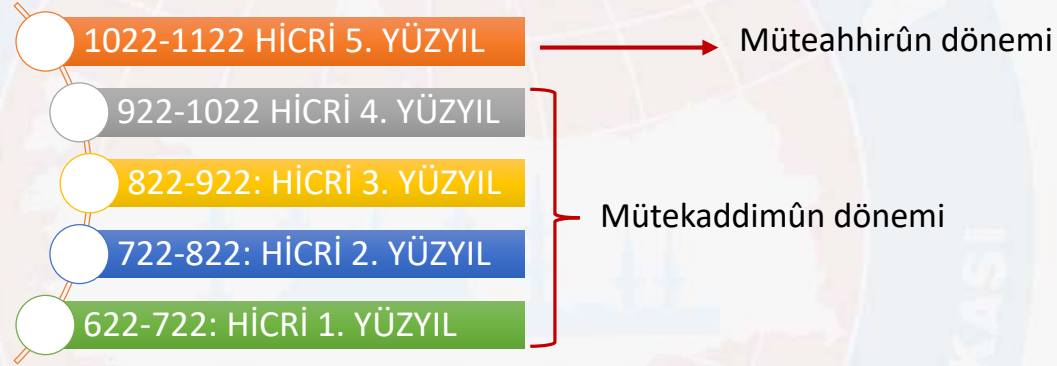 1022-1122 HİCRİ 5. YÜZYIL
Müteahhirûn dönemi
922-1022 HİCRİ 4. YÜZYIL
822-922: HİCRİ 3. YÜZYIL
Mütekaddimûn dönemi
722-822: HİCRİ 2. YÜZYIL
622-722: HİCRİ 1. YÜZYIL
KASI